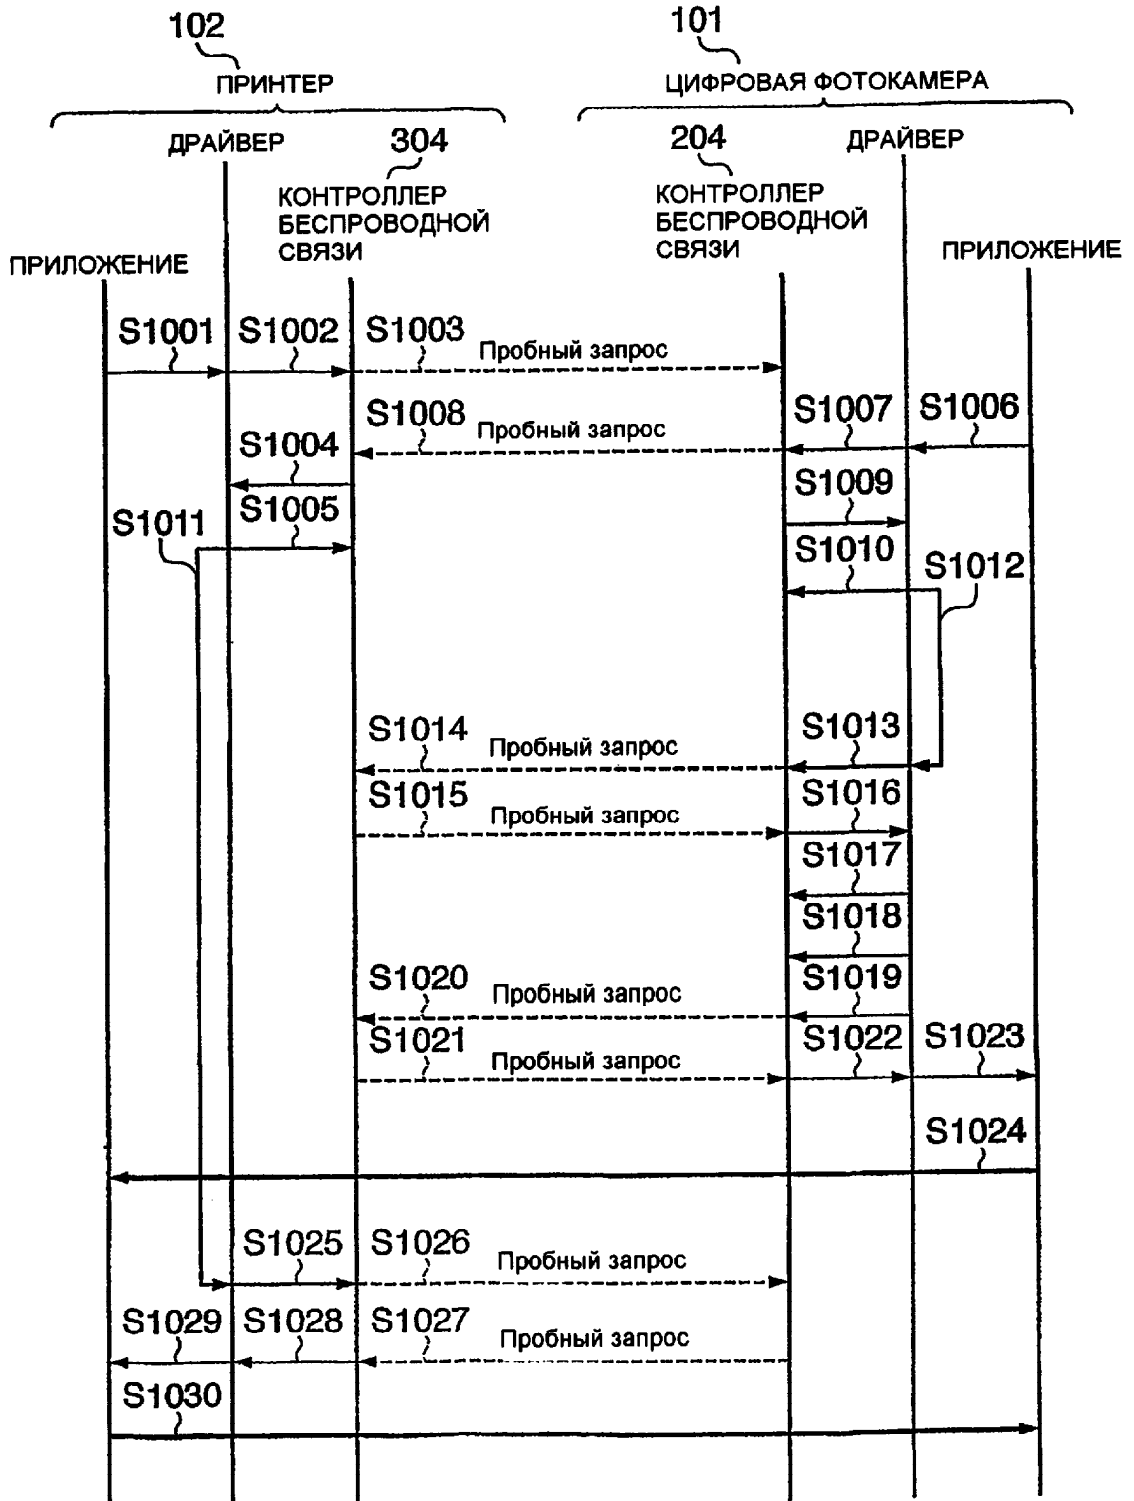 102
101
ПРИНТЕР
ЦИФРОВАЯ ФОТОКАМЕРА
ДРАЙВЕР
304
204
ДРАЙВЕР
КОНТРОЛЛЕР
БЕСПРОВОДНОЙ
СВЯЗИ
КОНТРОЛЛЕР
БЕСПРОВОДНОЙ
СВЯЗИ
ПРИЛОЖЕНИЕ
ПРИЛОЖЕНИЕ
S1001
S1002
S1003
Пробный запрос
S1008
Пробный запрос
S1007
S1006
S1004
S1009
S1011
S1005
S1010
S1012
S1014
Пробный запрос
S1013
S1015
Пробный запрос
S1016
S1017
S1018
S1020
Пробный запрос
S1019
S1021
Пробный запрос
S1022
S1023
S1024
S1025
S1026
Пробный запрос
S1029
S1028
S1027
Пробный запрос
S1030